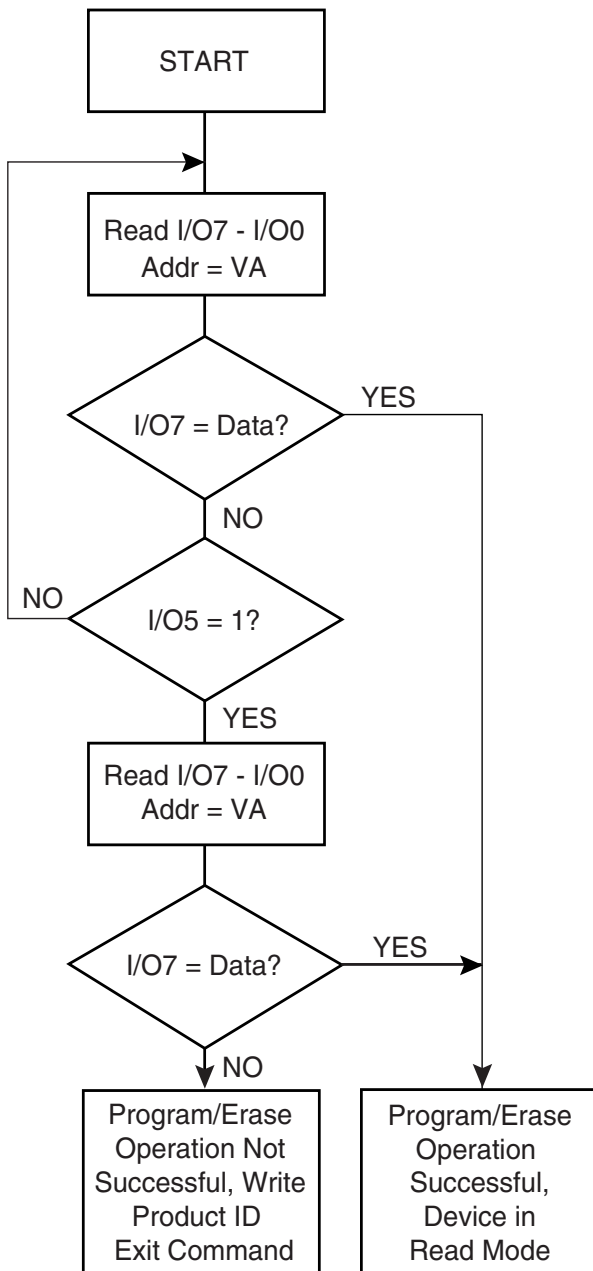 START
Read I/O7 - I/O0
Addr = VA
I/O7 = Data?
YES
NO
I/O5 = 1?
NO
YES
Read I/O7 - I/O0
Addr = VA
I/O7 = Data?
YES
NO
Program/Erase
Operation Not
Successful, Write
Product ID
Exit Command
Program/Erase
Operation
Successful,
Device in
Read Mode